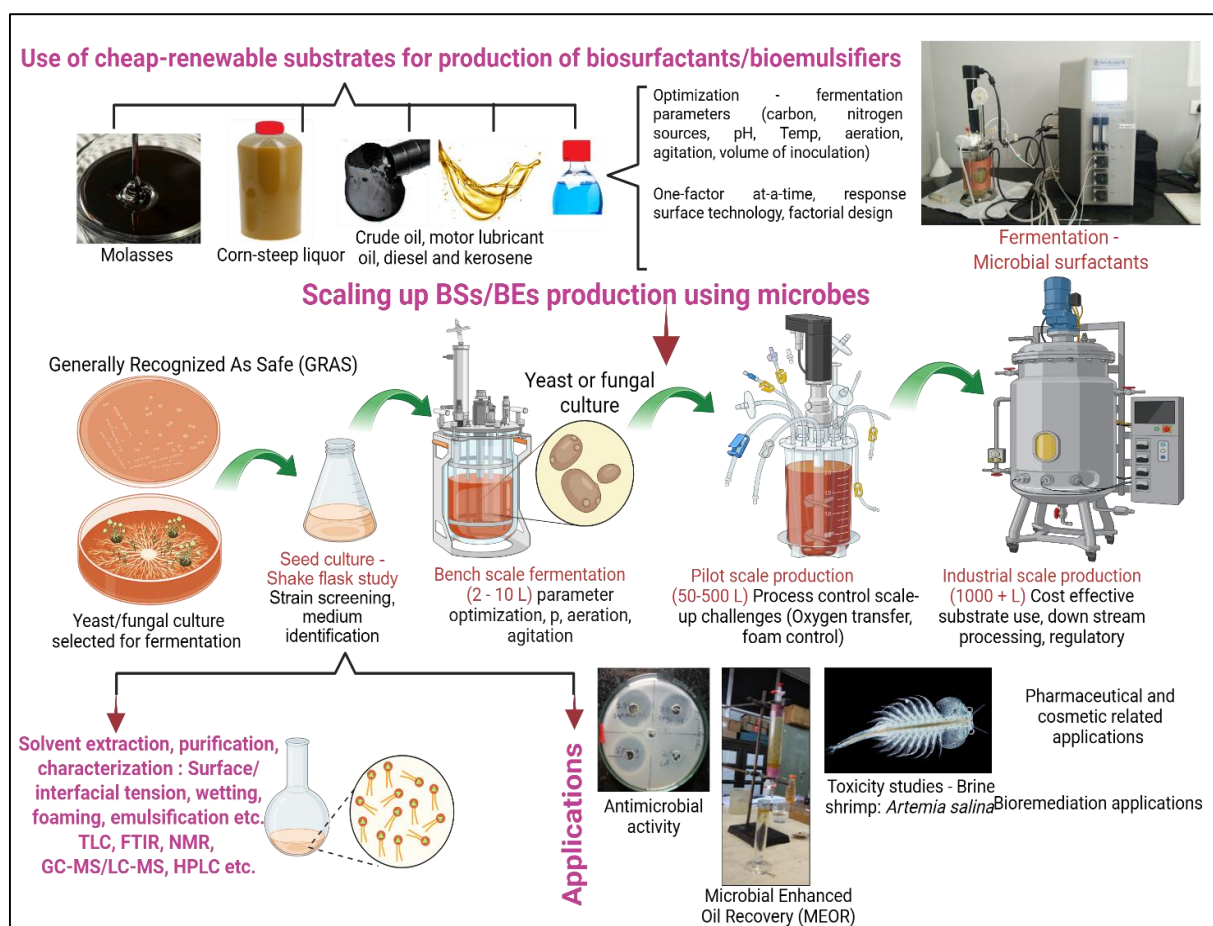 Use of cheap-renewable substrates for production of biosurfactants/bioemulsifiers
Molasses
Corn-steep liquor
Crude oil, motor lubricant
oil, diesel and kerosene
Optimization - fermentation
parameters (carbon, nitrogen
sources, pH, Temp, aeration,
agitation, volume of inoculation)
One-factor at-a-time, response
surface technology, factorial design
Fermentation -
Microbial surfactants
Scaling up BSs/BEs production using microbes
Generally Recognized As Safe (GRAS)
Yeast/fungal culture
selected for fermentation
Seed culture -
Shake flask study
Strain screening,
medium
identification
Yeast or fungal
culture
Bench scale fermentation
(2 - 10 L) parameter
optimization, p, aeration,
agitation
Pilot scale production
(50-500 L) Process control scale-
up challenges (Oxygen transfer,
foam control)
Industrial scale production
(1000 + L) Cost effective
substrate use, down stream
processing, regulatory
Solvent extraction, purification,
characterization : Surface/
interfacial tension, wetting,
foaming, emulsification etc.
TLC, FTIR, NMR,
GC-MS/LC-MS, HPLC etc.
Applications
Antimicrobial
activity
Microbial Enhanced
Oil Recovery (MEOR)
Toxicity studies - Brine
shrimp: Artemia salina
Pharmaceutical and
cosmetic related
applications
Bioremediation applications